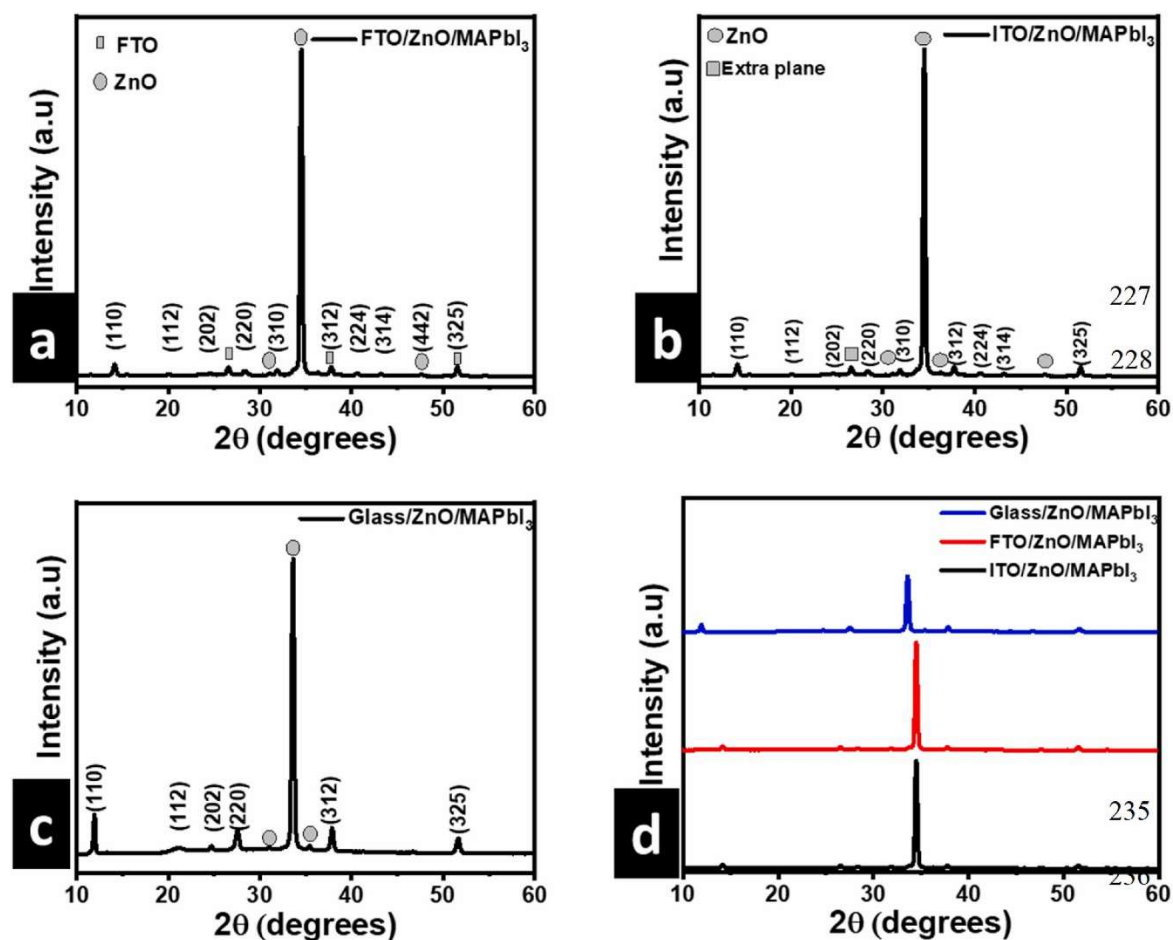 FTO
ZnO
FTO/ZnO/MAPbI₃
Intensity (a.u)
(110)
(112)
(202)
(220)
(310)
(312)
(224)
(314)
(442)
(325)
a
10 20 30 40 50 60
2θ (degrees)
ZnO
Extra plane
ITO/ZnO/MAPbI₃
Intensity (a.u)
(110)
(112)
(202)
(220)
(310)
(312)
(224)
(314)
(325)
227
228
b
10 20 30 40 50 60
2θ (degrees)
Glass/ZnO/MAPbI₃
Intensity (a.u)
(110)
(112)
(202)
(220)
(312)
(325)
c
10 20 30 40 50 60
2θ (degrees)
Glass/ZnO/MAPbI₃
FTO/ZnO/MAPbI₃
ITO/ZnO/MAPbI₃
Intensity (a.u)
235
d
10 20 30 40 50 60
2θ (degrees)